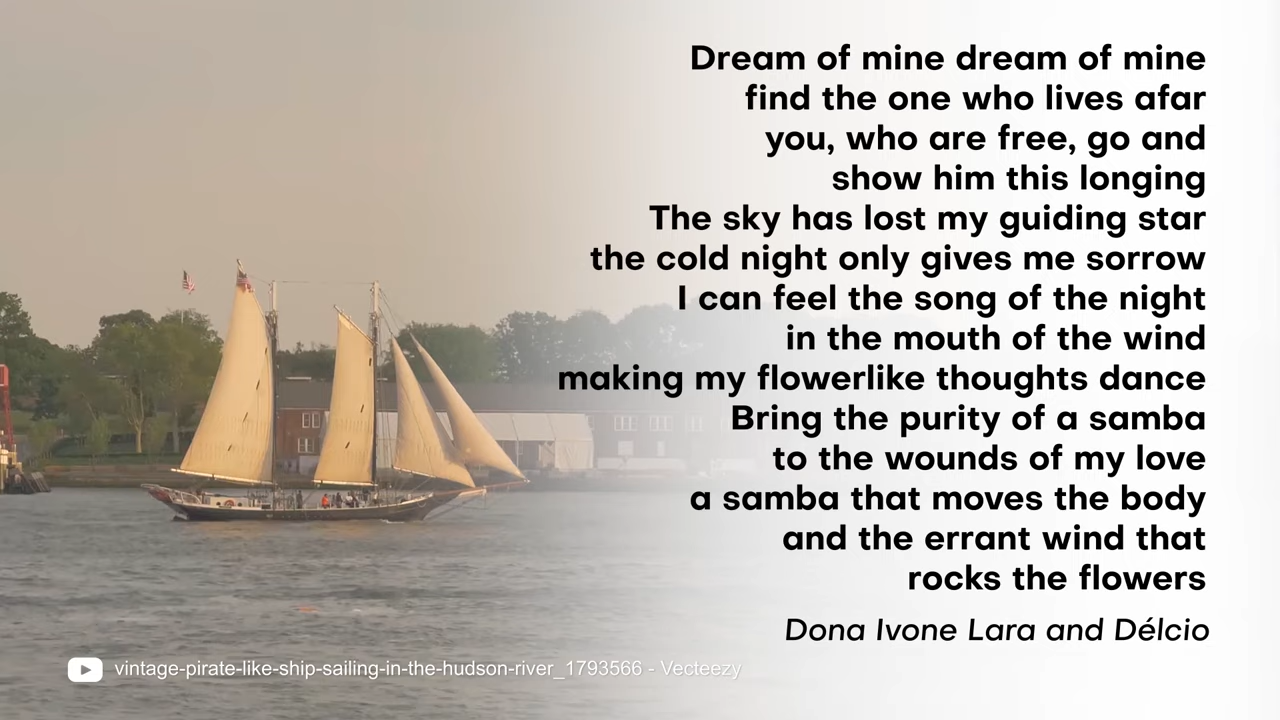 Dream of mine dream of mine
find the one who lives afar
you, who are free, go and
show him this longing
The sky has lost my guiding star
the cold night only gives me sorrow
I can feel the song of the night
in the mouth of the wind
making my flowerlike thoughts dance
Bring the purity of a samba
to the wounds of my love
a samba that moves the body
and the errant wind that
rocks the flowers
Dona Ivone Lara and Délcio
vintage-pirate-like-ship-sailing-in-the-hudson-river_1793566 - Vecteezy